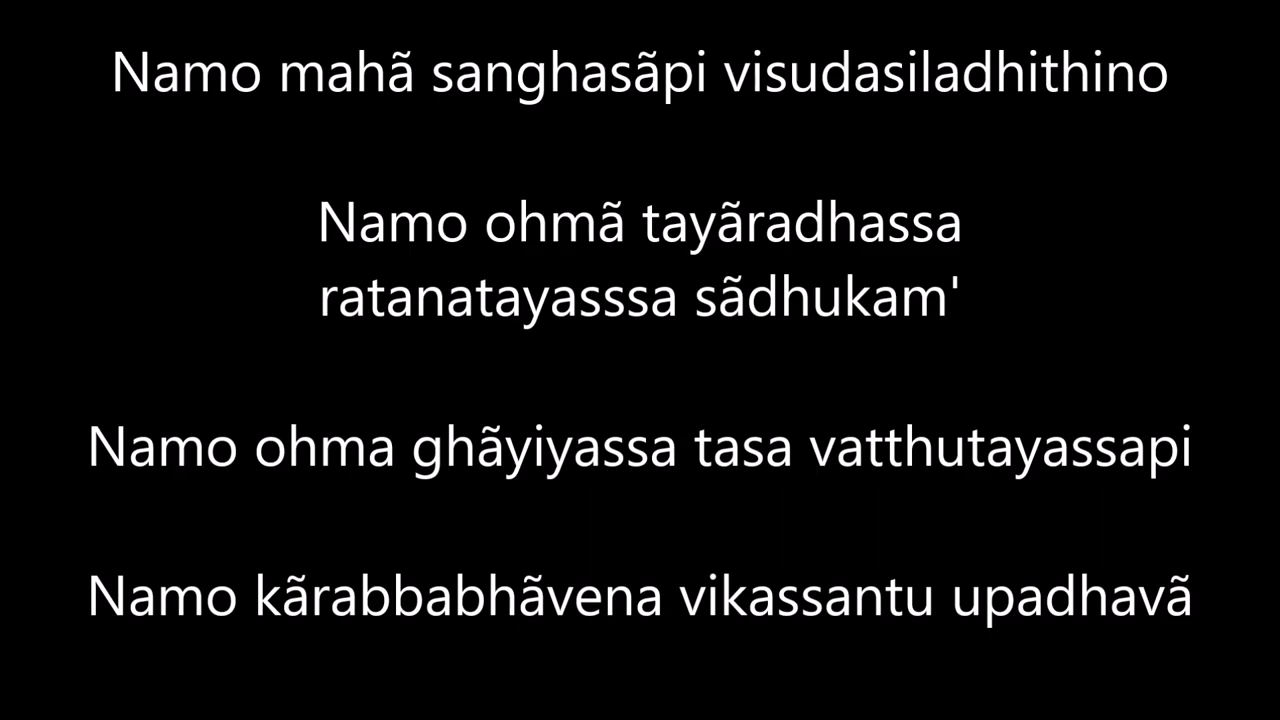 Namo mahã sanghasãpi visudasiladhithino
Namo ohmã tayãradhassa
ratanatayasssa sãdhukam'
Namo ohma ghãyiyassa tasa vatthutayassapi
Namo kãrabbabhãvena vikassantu upadhavã